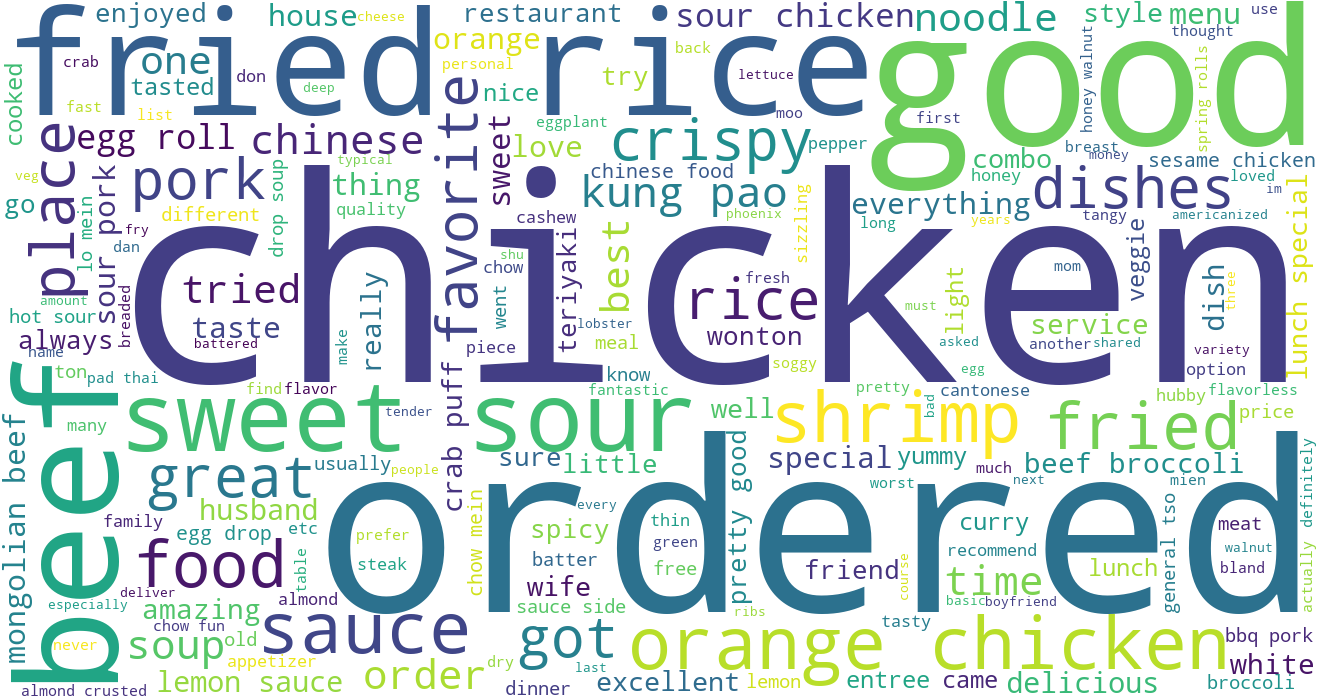 enjoyed
house
cheese
restaurant
sour chicken
noodle
style
menu
use
thought
fried rice
good
one
crab
tasted
don
orange
personal
back
try
lettuce
nice
moo
first
honey walnut
spring rolls
cooked
fast
list
deep
place
egg roll
chinese
favorite
sweet
eggplant
love
crispy
pepper
combo
breast
money
sesame chicken
veg
go
lo mein
sour pork
pork
typical
thing
quality
different
drop soup
chinese food
kung pao
phoenix
sizzling
everything
honey
dishes
loved
im
lunch special
fry
dan
chicken
cashew
long
years
tangy
americanized
veggie
amount
hot sour
always
name
breaded
tried
taste
battered
really
make
shu
chow
went
teriyaki
best
rice
fresh
wonton
lobster
meal
piece
soggy
mom
light
must
asked
service
another
shared
dish
three
variety
option
ton
pad thai
find
flavor
crab puff
know
fantastic
egg
pretty
bad
cantonese
hubby
flavorless
price
beef
mongolian beef
many
sweet sour
tender
well
shrimp
fried
great
usually
people
sure
little
special
yummy
much
beef broccoli
definitely
actually
husband
worst
next
mien
family
egg drop
etc
ordered
prefer
steak
table
chow mein
every
spicy
thin
green
batter
free
pretty good
curry
recommend
general tso
meat
walnut
bland
food
deliver
especially
almond
wife
friend
course
time
lunch
basic
boyfriend
amazing
chow fun
sauce
sauce side
ribs
tasty
never
soup
old
appetizer
got
orange chicken
bbq pork
white
dry
last
almond crusted
lemon sauce
order
dinner
excellent
lemon
entree
came
delicious
broccoli